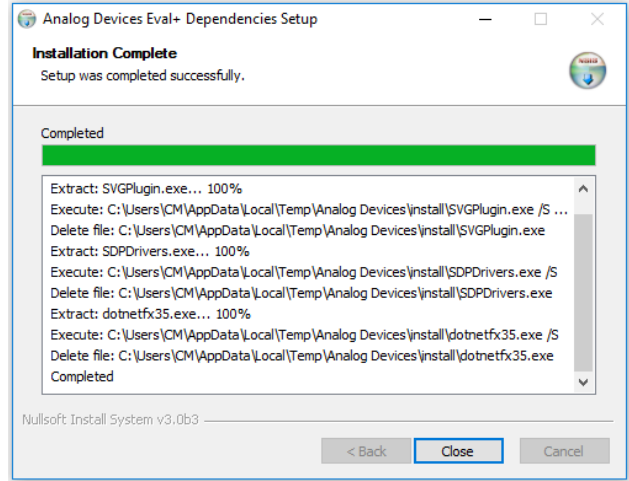 Analog Devices Eval+ Dependencies Setup
Installation Complete
Setup was completed successfully.
Completed
Extract: SVGPlugin.exe... 100%
Execute: C:\Users\CM\AppData\Local\Temp\Analog Devices\install\SVGPlugin.exe /S ...
Delete file: C:\Users\CM\AppData\Local\Temp\Analog Devices\install\SVGPlugin.exe
Extract: SDPDrivers.exe... 100%
Execute: C:\Users\CM\AppData\Local\Temp\Analog Devices\install\SDPDrivers.exe /S
Delete file: C:\Users\CM\AppData\Local\Temp\Analog Devices\install\SDPDrivers.exe
Extract: dotnetfx35.exe... 100%
Execute: C:\Users\CM\AppData\Local\Temp\Analog Devices\install\dotnetfx35.exe /S
Delete file: C:\Users\CM\AppData\Local\Temp\Analog Devices\install\dotnetfx35.exe
Completed
Nullsoft Install System v3.0b3
< Back Close Cancel